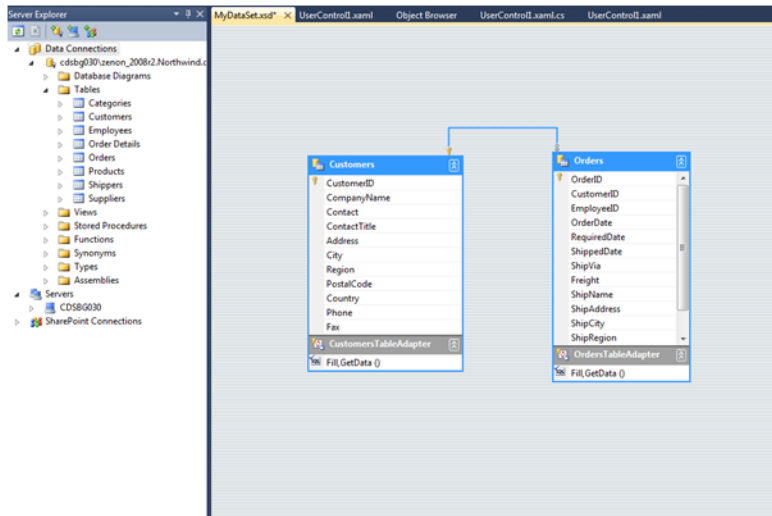 Server Explorer
Data Connections
cdsbg030\zenon_2008r2.Northwind.c
Database Diagrams
Tables
Categories
Customers
Employees
Order Details
Orders
Products
Shippers
Suppliers
Views
Stored Procedures
Functions
Synonyms
Types
Assemblies
Servers
CDSBG030
SharePoint Connections
MyDataSet.xsd* UserControl1.xaml Object Browser UserControl1.xaml.cs UserControl1.xaml
Customers
CustomerID
CompanyName
Contact
ContactTitle
Address
City
Region
PostalCode
Country
Phone
Fax
CustomersTableAdapter
Fill,GetData ()
Orders
OrderID
CustomerID
EmployeeID
OrderDate
RequiredDate
ShippedDate
ShipVia
Freight
ShipName
ShipAddress
ShipCity
ShipRegion
OrdersTableAdapter
Fill,GetData ()